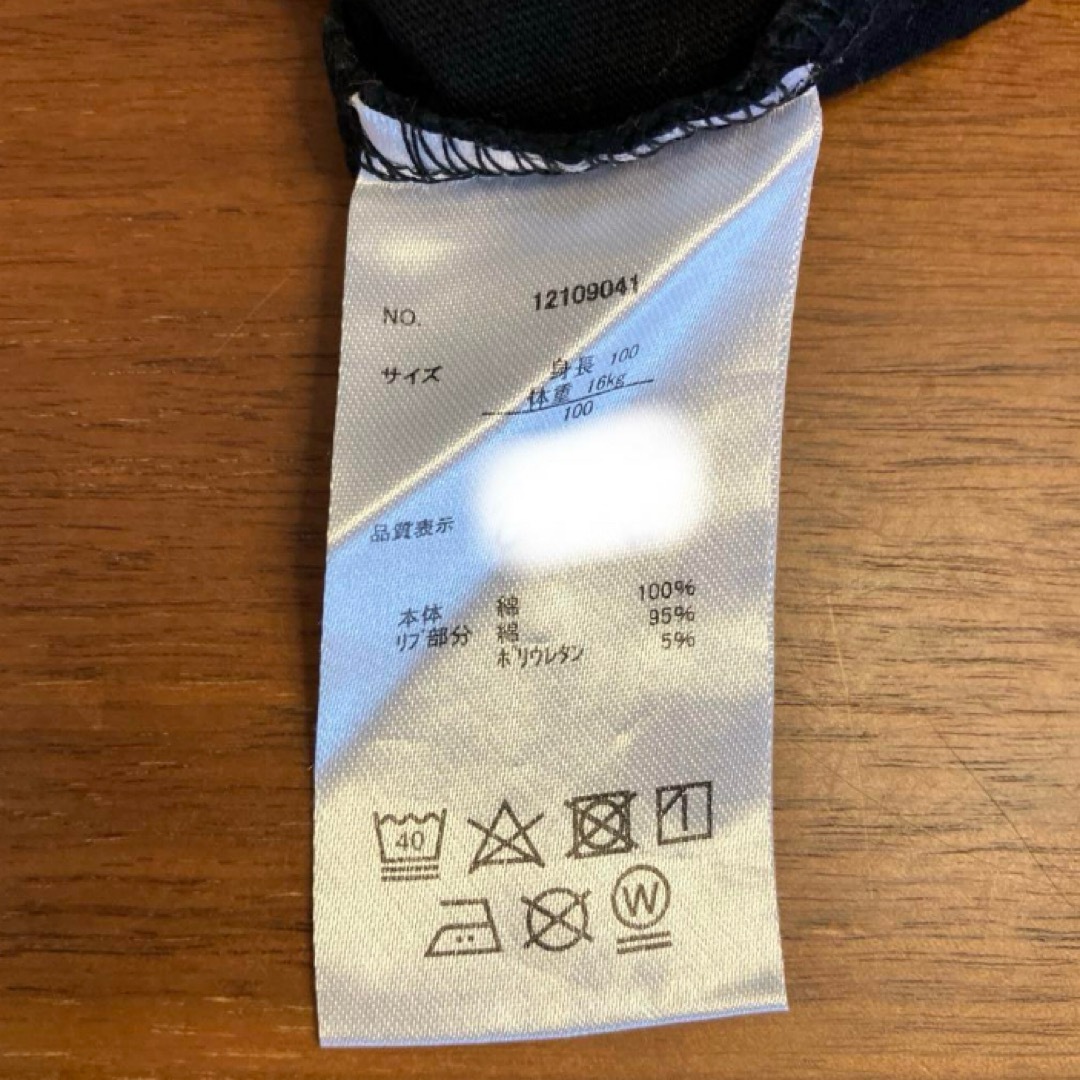 NO. 12109041
サイズ 身長 100
体重 16kg
100
品質表示
本体 綿 100%
リブ部分 綿 95%
ポリウレタン 5%
40
W